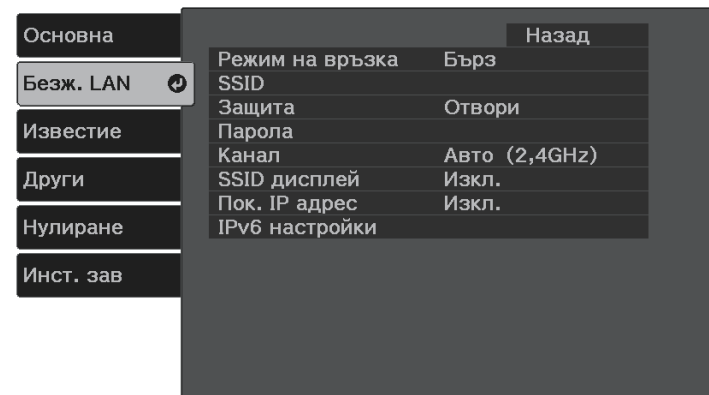 Основна
Безж. LAN
Известие
Други
Нулиране
Инст. зав
Назад
Режим на връзка Бърз
SSID
Защита Отвори
Парола
Канал Авто (2,4GHz)
SSID дисплей Изкл.
Пок. IP адрес Изкл.
IPv6 настройки